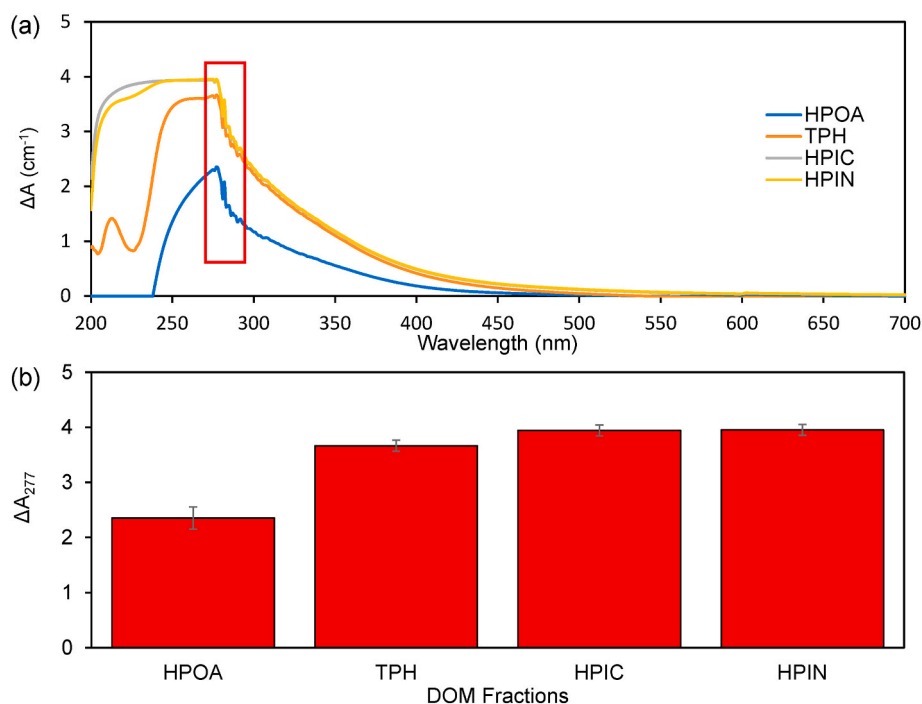 (a)
5
4
3
2
1
0
ΔA (cm⁻¹)
HPOA
TPH
HPIC
HPIN
200 250 300 350 400 450 500 550 600 650 700
Wavelength (nm)
(b)
5
4
3
2
1
0
ΔA₂₇₇
HPOA TPH HPIC HPIN
DOM Fractions